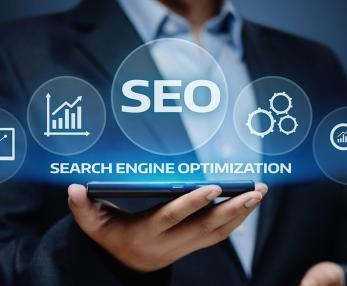 SEO
SEARCH ENGINE OPTIMIZATION